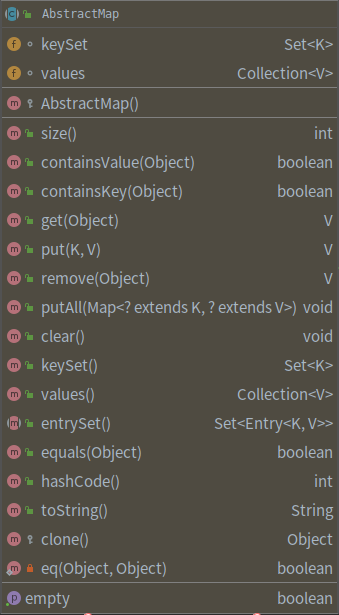 AbstractMap
keySet Set<K>
values Collection<V>
AbstractMap()
size() int
containsValue(Object) boolean
containsKey(Object) boolean
get(Object) V
put(K, V) V
remove(Object) V
putAll(Map<? extends K, ? extends V>) void
clear() void
keySet() Set<K>
values() Collection<V>
entrySet() Set<Entry<K, V>>
equals(Object) boolean
hashCode() int
toString() String
clone() Object
eq(Object, Object) boolean
empty boolean